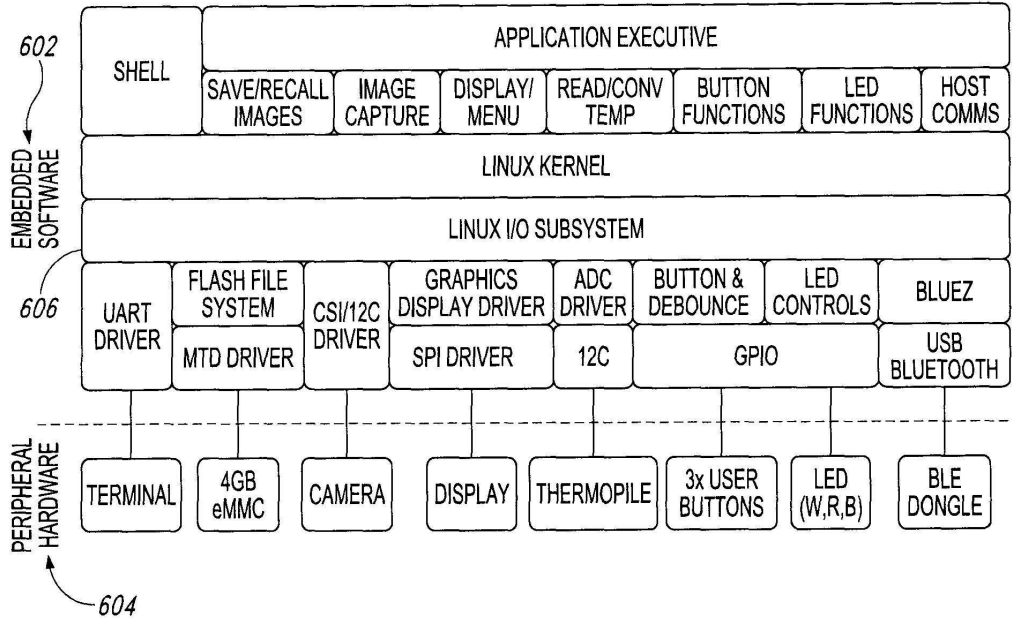 602
EMBEDDED
SOFTWARE
SHELL
APPLICATION EXECUTIVE
SAVE/RECALL
IMAGES
IMAGE
CAPTURE
DISPLAY/
MENU
READ/CONV
TEMP
BUTTON
FUNCTIONS
LED
FUNCTIONS
HOST
COMMS
LINUX KERNEL
LINUX I/O SUBSYSTEM
606
UART
DRIVER
FLASH FILE
SYSTEM
MTD DRIVER
CSI/12C
DRIVER
GRAPHICS
DISPLAY DRIVER
SPI DRIVER
ADC
DRIVER
12C
BUTTON &
DEBOUNCE
LED
CONTROLS
GPIO
BLUEZ
USB
BLUETOOTH
PERIPHERAL
HARDWARE
TERMINAL
4GB
eMMC
CAMERA
DISPLAY
THERMOPILE
3x USER
BUTTONS
LED
(W,R,B)
BLE
DONGLE
604